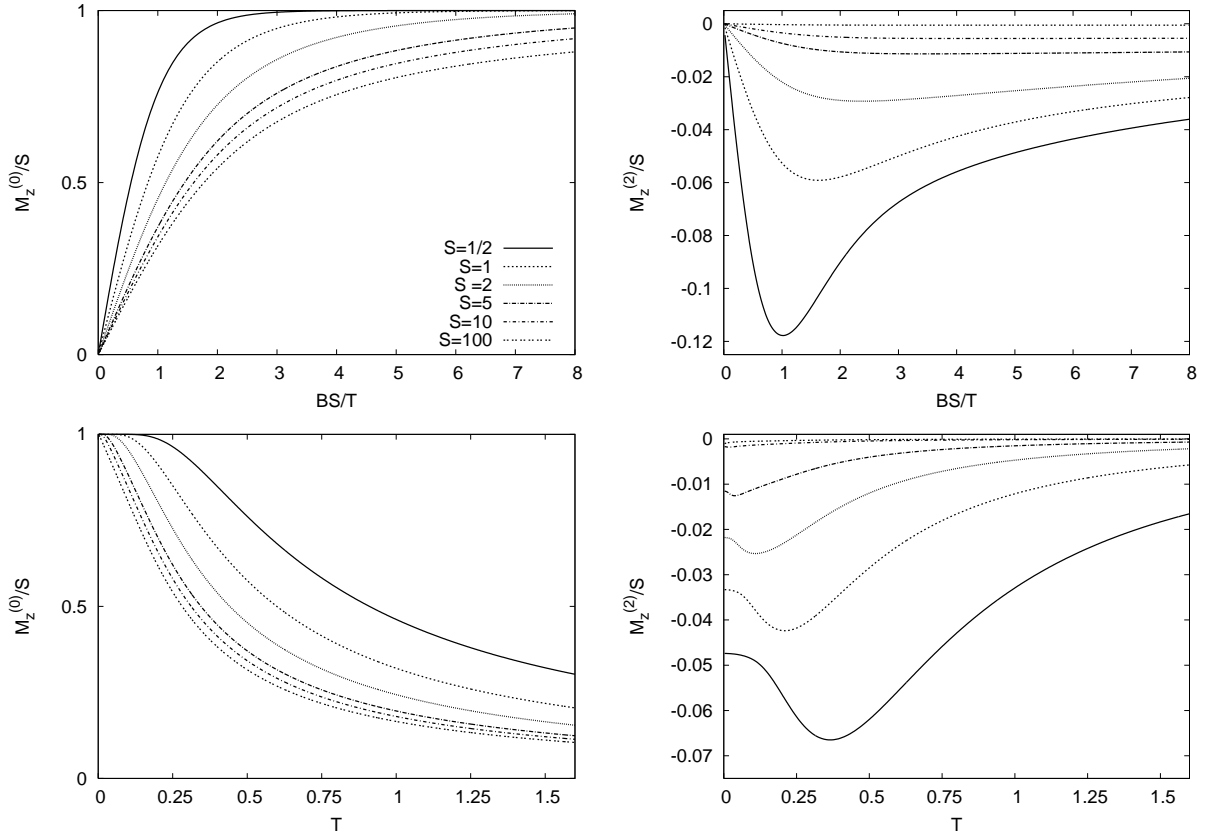 1
0.5
0
M_z^(0)/S
0 1 2 3 4 5 6 7 8
BS/T
S=1/2
S=1
S =2
S=5
S=10
S=100
0
-0.02
-0.04
-0.06
-0.08
-0.1
-0.12
M_z^(2)/S
0 1 2 3 4 5 6 7 8
BS/T
1
0.5
0
M_z^(0)/S
0 0.25 0.5 0.75 1 1.25 1.5
T
0
-0.01
-0.02
-0.03
-0.04
-0.05
-0.06
-0.07
M_z^(2)/S
0 0.25 0.5 0.75 1 1.25 1.5
T